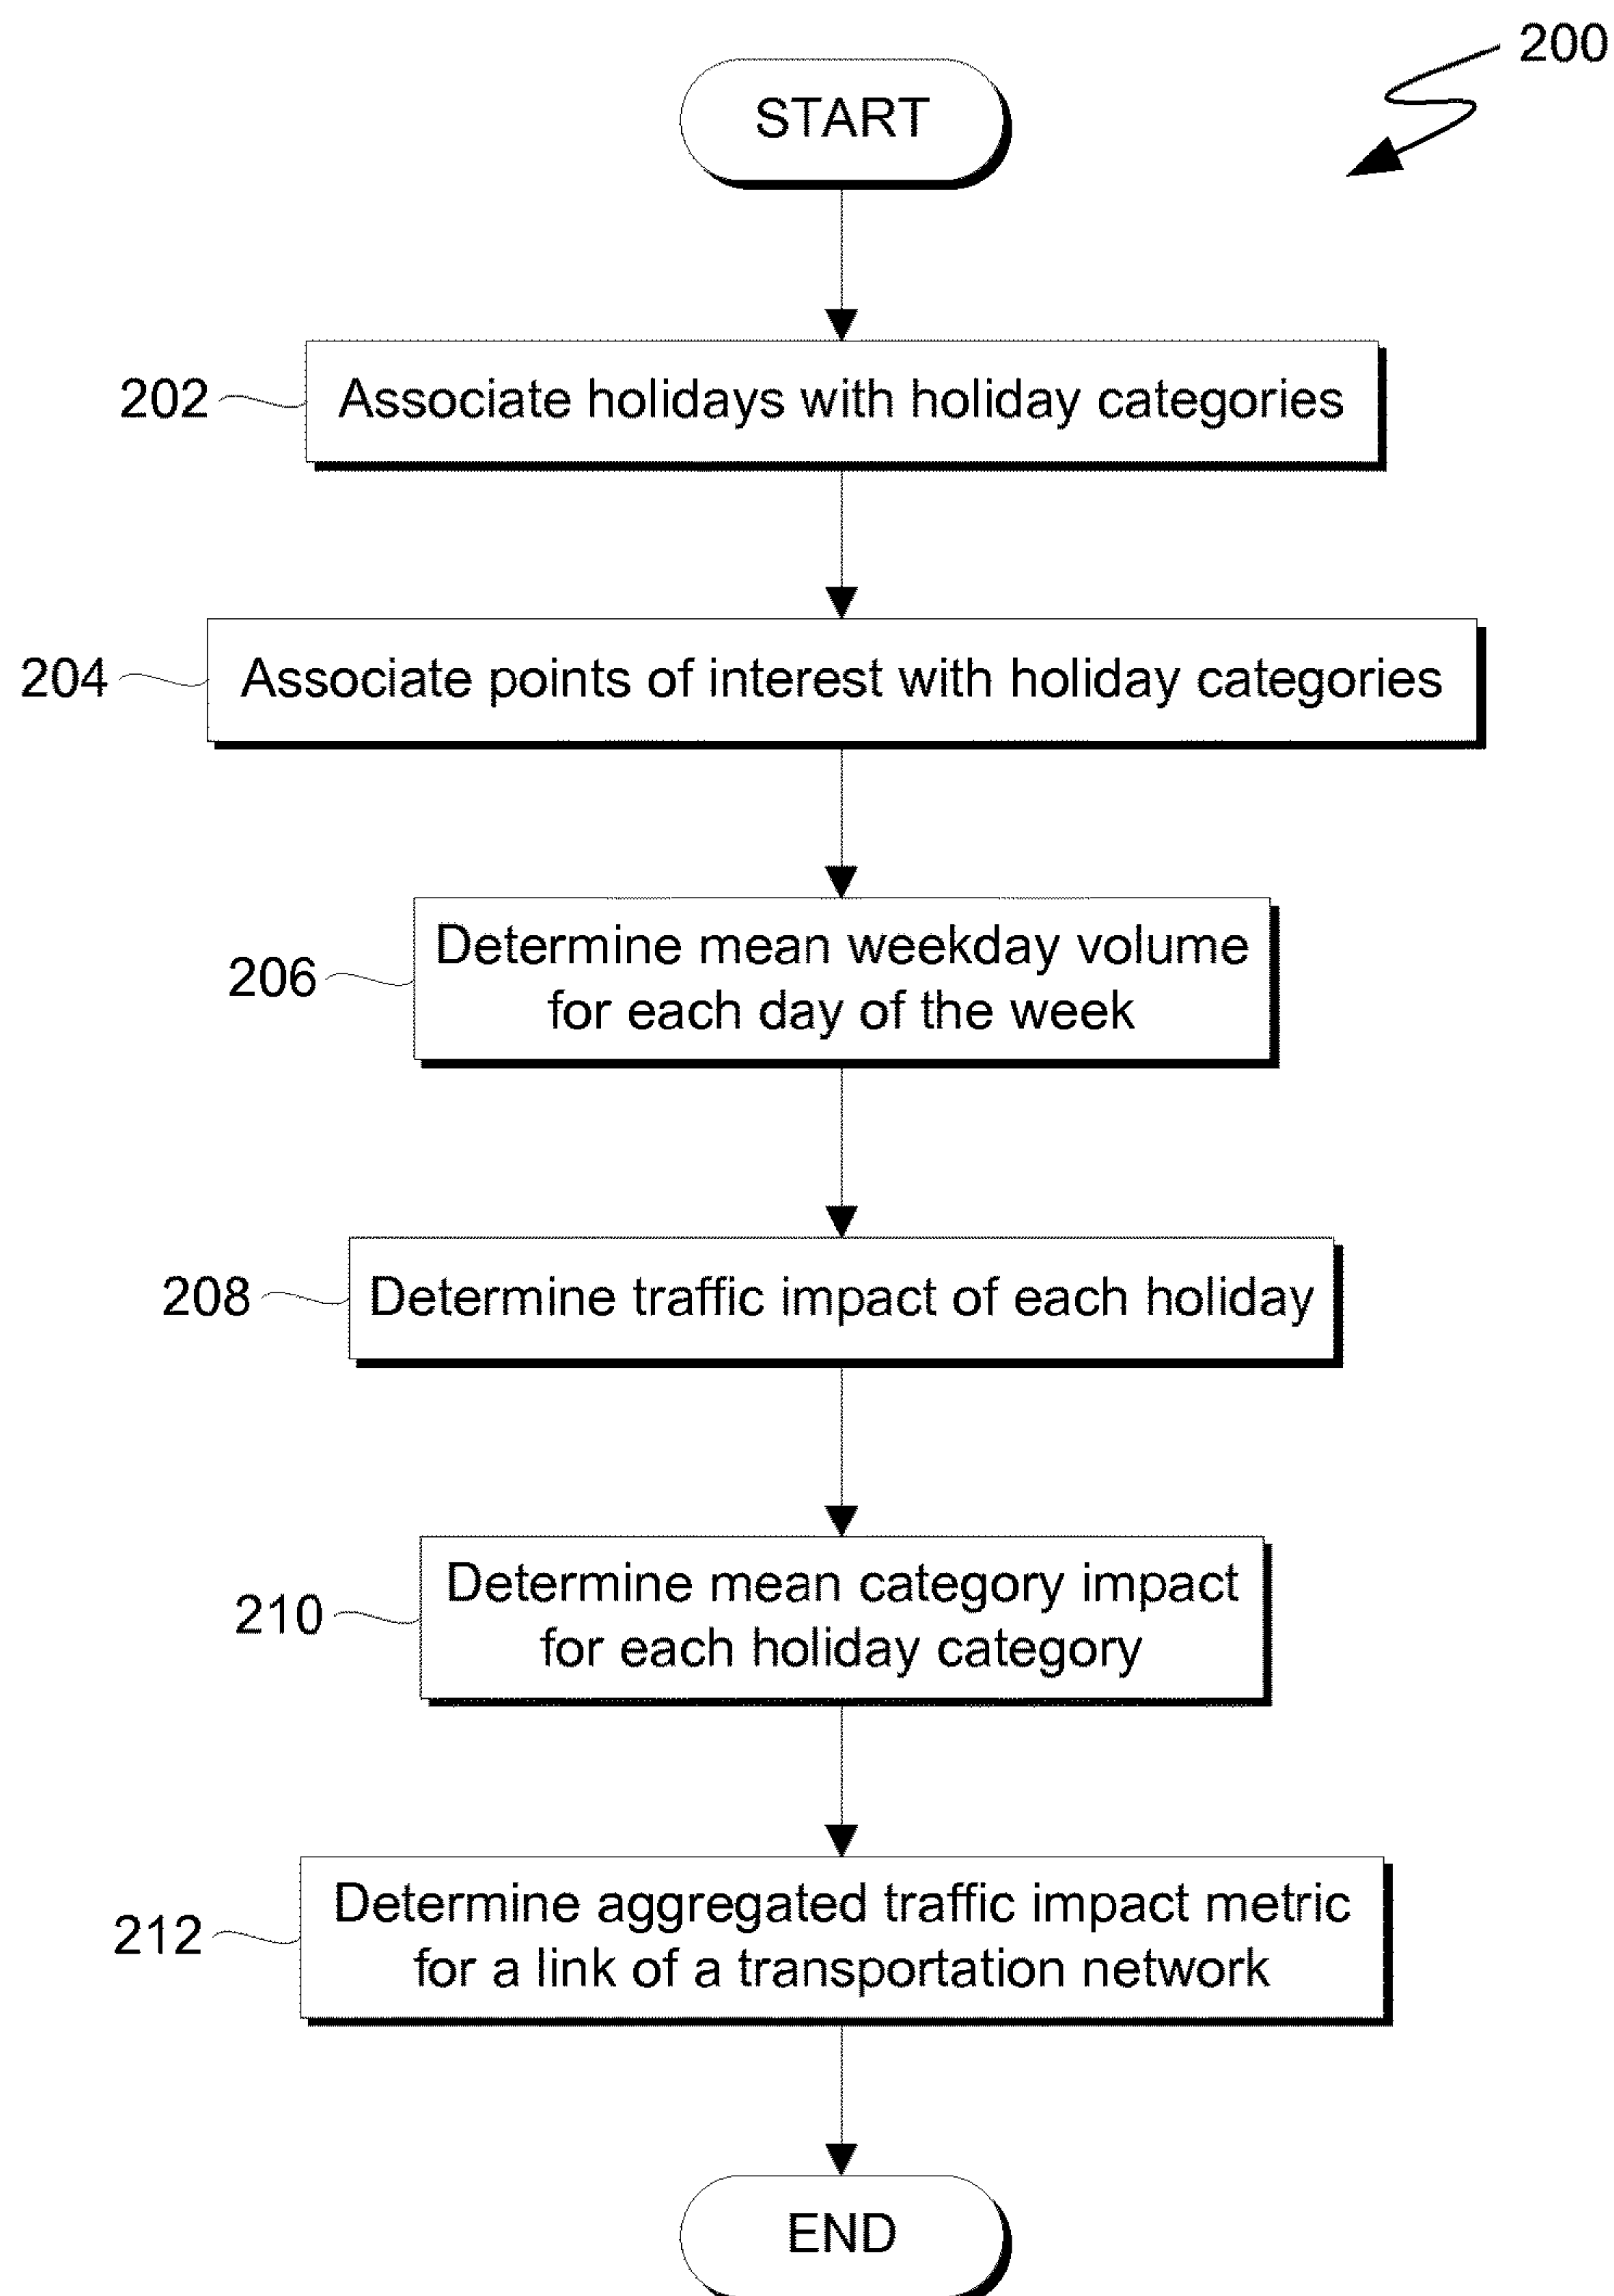 200
START
202
Associate holidays with holiday categories
204
Associate points of interest with holiday categories
206
Determine mean weekday volume
for each day of the week
208
Determine traffic impact of each holiday
210
Determine mean category impact
for each holiday category
212
Determine aggregated traffic impact metric
for a link of a transportation network
END